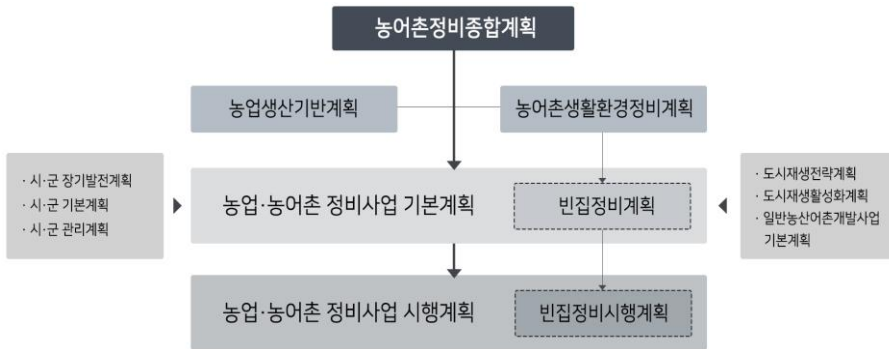 농어촌정비종합계획
농업생산기반계획
농어촌생활환경정비계획
· 시·군 장기발전계획
· 시·군 기본계획
· 시·군 관리계획
농업·농어촌 정비사업 기본계획
빈집정비계획
· 도시재생전략계획
· 도시재생활성화계획
· 일반농산어촌개발사업
기본계획
농업·농어촌 정비사업 시행계획
빈집정비시행계획